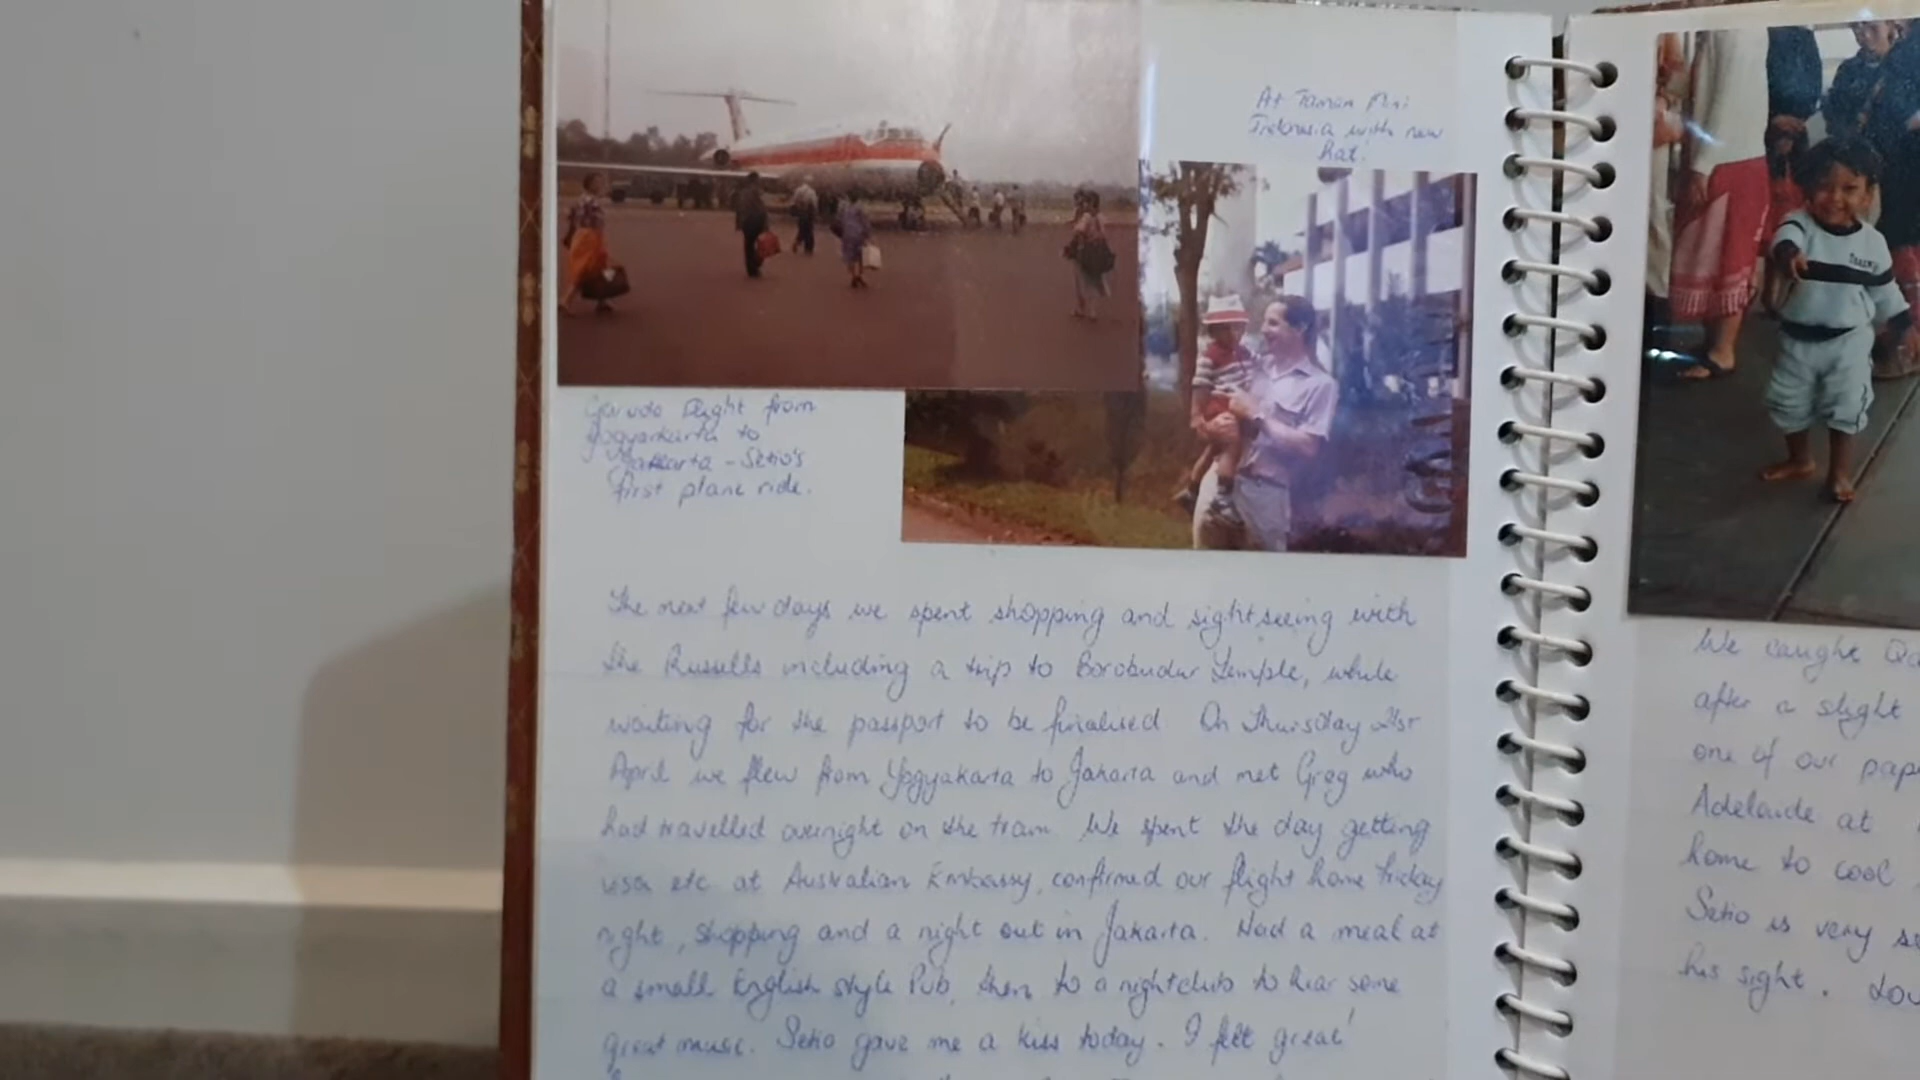 At Taman Mini
Indonesia with new
hat.
Garuda flight from
Yogyakarta to
Jakarta - Setio's
first plane ride.
The next few days we spent shopping and sightseeing with
the Russells including a trip to Borobudur Temple, while
waiting for the passport to be finalised On Thursday 21st
April we flew from Yogyakarta to Jakarta and met Greg who
had travelled overnight on the train We spent the day getting
visa etc at Australian Embassy, confirmed our flight home Friday
night, shopping and a night out in Jakarta. Had a meal at
a small English style Pub, then to a nightclub to hear some
great music. Setio gave me a kiss today. I felt great!
We caught
after a slight
one of our
Adelaide at
home to cool
Setio is very
his sight.